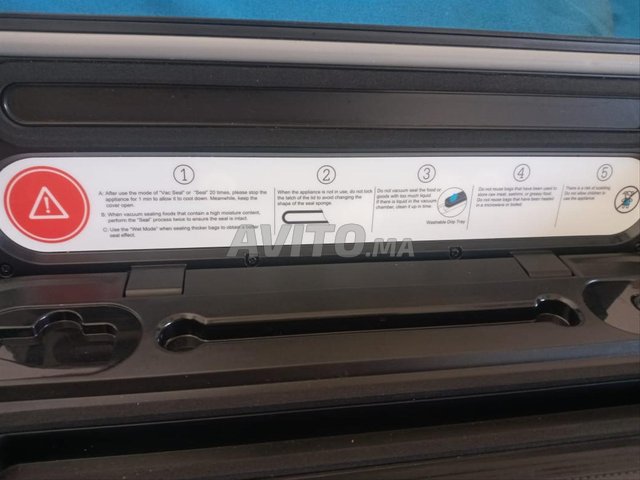 1
A: After use the mode of "Vac Seal" or "Seal" 20 times, please stop the
appliance for 1 min to allow it to cool down. Meanwhile, keep the
cover open.
B: When vacuum sealing foods that contain a high moisture content,
perform the "Seal" process twice to ensure the seal is intact.
C: Use the "Wet Mode" when sealing thicker bags to obtain a better
seal effect.
2
When the appliance is not in use, do not lock
the latch of the lid to avoid changing the
shape of the seal sponge.
3
Do not vacuum seal the food or
goods with too much liquid
If there is liquid in the vacuum
chamber, clean it up in time.
Washable Drip Tray
4
Do not reuse bags that have been used to
store raw meat, seafood, or greasy food.
Do not reuse bags that have been heated
in a microwave or boiled.
5
There is a risk of scalding
Do not allow children to
use the appliance
AVITO.MA